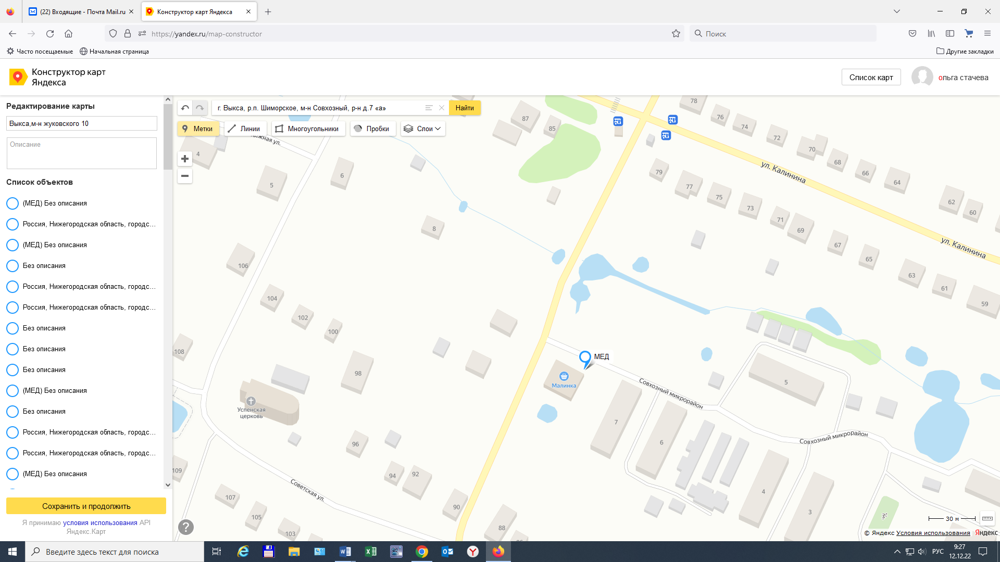 (22) Входящие - Почта Mail.ru
Конструктор карт Яндекса
https://yandex.ru/map-constructor
Поиск
Часто посещаемые
Начальная страница
Другие закладки
Конструктор карт
Яндекса
Список карт
ольга стачева
Редактирование карты
Выкса,м-н жуковского 10
Описание
Список объектов
(МЕД) Без описания
Россия, Нижегородская область, городс...
(МЕД) Без описания
Без описания
Россия, Нижегородская область, городс...
Россия, Нижегородская область, городс...
Без описания
Без описания
Без описания
(МЕД) Без описания
Без описания
Россия, Нижегородская область, городс...
Россия, Нижегородская область, городс...
(МЕД) Без описания
Сохранить и продолжить
Я принимаю условия использования API
Яндекс.Карт
г. Выкса, р.п. Шиморское, м-н Совхозный, р-н д.7 «а»
Найти
Метки
Линии
Многоугольники
Пробки
Слои
78
87
85
76
74
72
70
68
66
64
62
60
ул. Калинина
ул. Калинина
4
5
6
8
79
77
75
73
71
69
67
65
63
61
59
106
104
102
100
108
98
МЕД
Малинка
Совхозный микрорайон
5
Успенская
церковь
7
6
Совхозный микрорайон
96
94
92
109
Советская ул.
4
107
105
103
90
88
3
30 м
© Яндекс Условия использования
Яндекс
Введите здесь текст для поиска
РУС
9:27
12.12.22